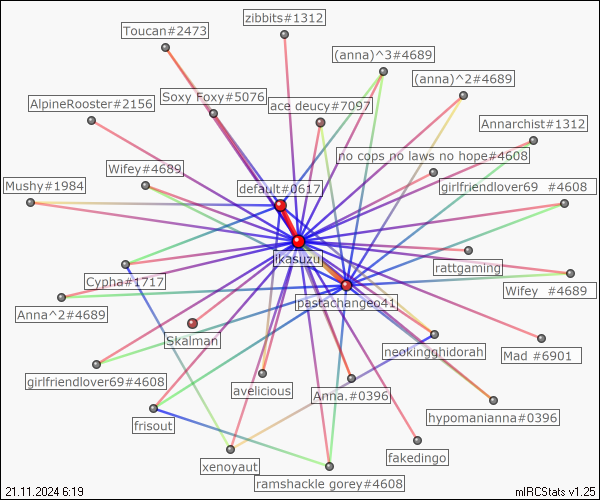 zibbits#1312
Toucan#2473
(anna)^3#4689
(anna)^2#4689
Soxy Foxy#5076
AlpineRooster#2156
ace deucy#7097
Annarchist#1312
no cops no laws no hope#4608
Wifey#4689
Mushy#1984
default#0617
girlfriendlover69 #4608
ikasuzu
rattgaming
Cypha#1717
Wifey #4689
pastachangeo41
Anna^2#4689
Skalman
neokingghidorah
Mad #6901
girlfriendlover69#4608
avelicious
Anna.#0396
hypomanianna#0396
frisout
fakedingo
xenoyaut
ramshackle gorey#4608
21.11.2024 6:19
mIRCStats v1.25